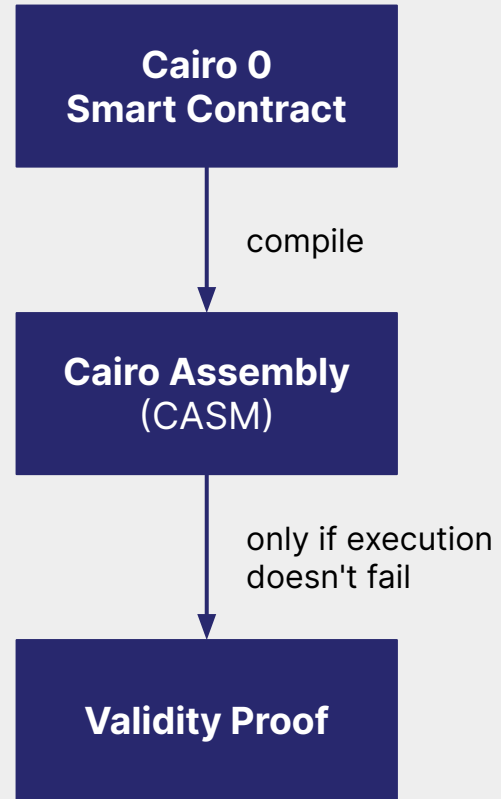 Cairo 0
Smart Contract
compile
Cairo Assembly
(CASM)
only if execution
doesn't fail
Validity Proof